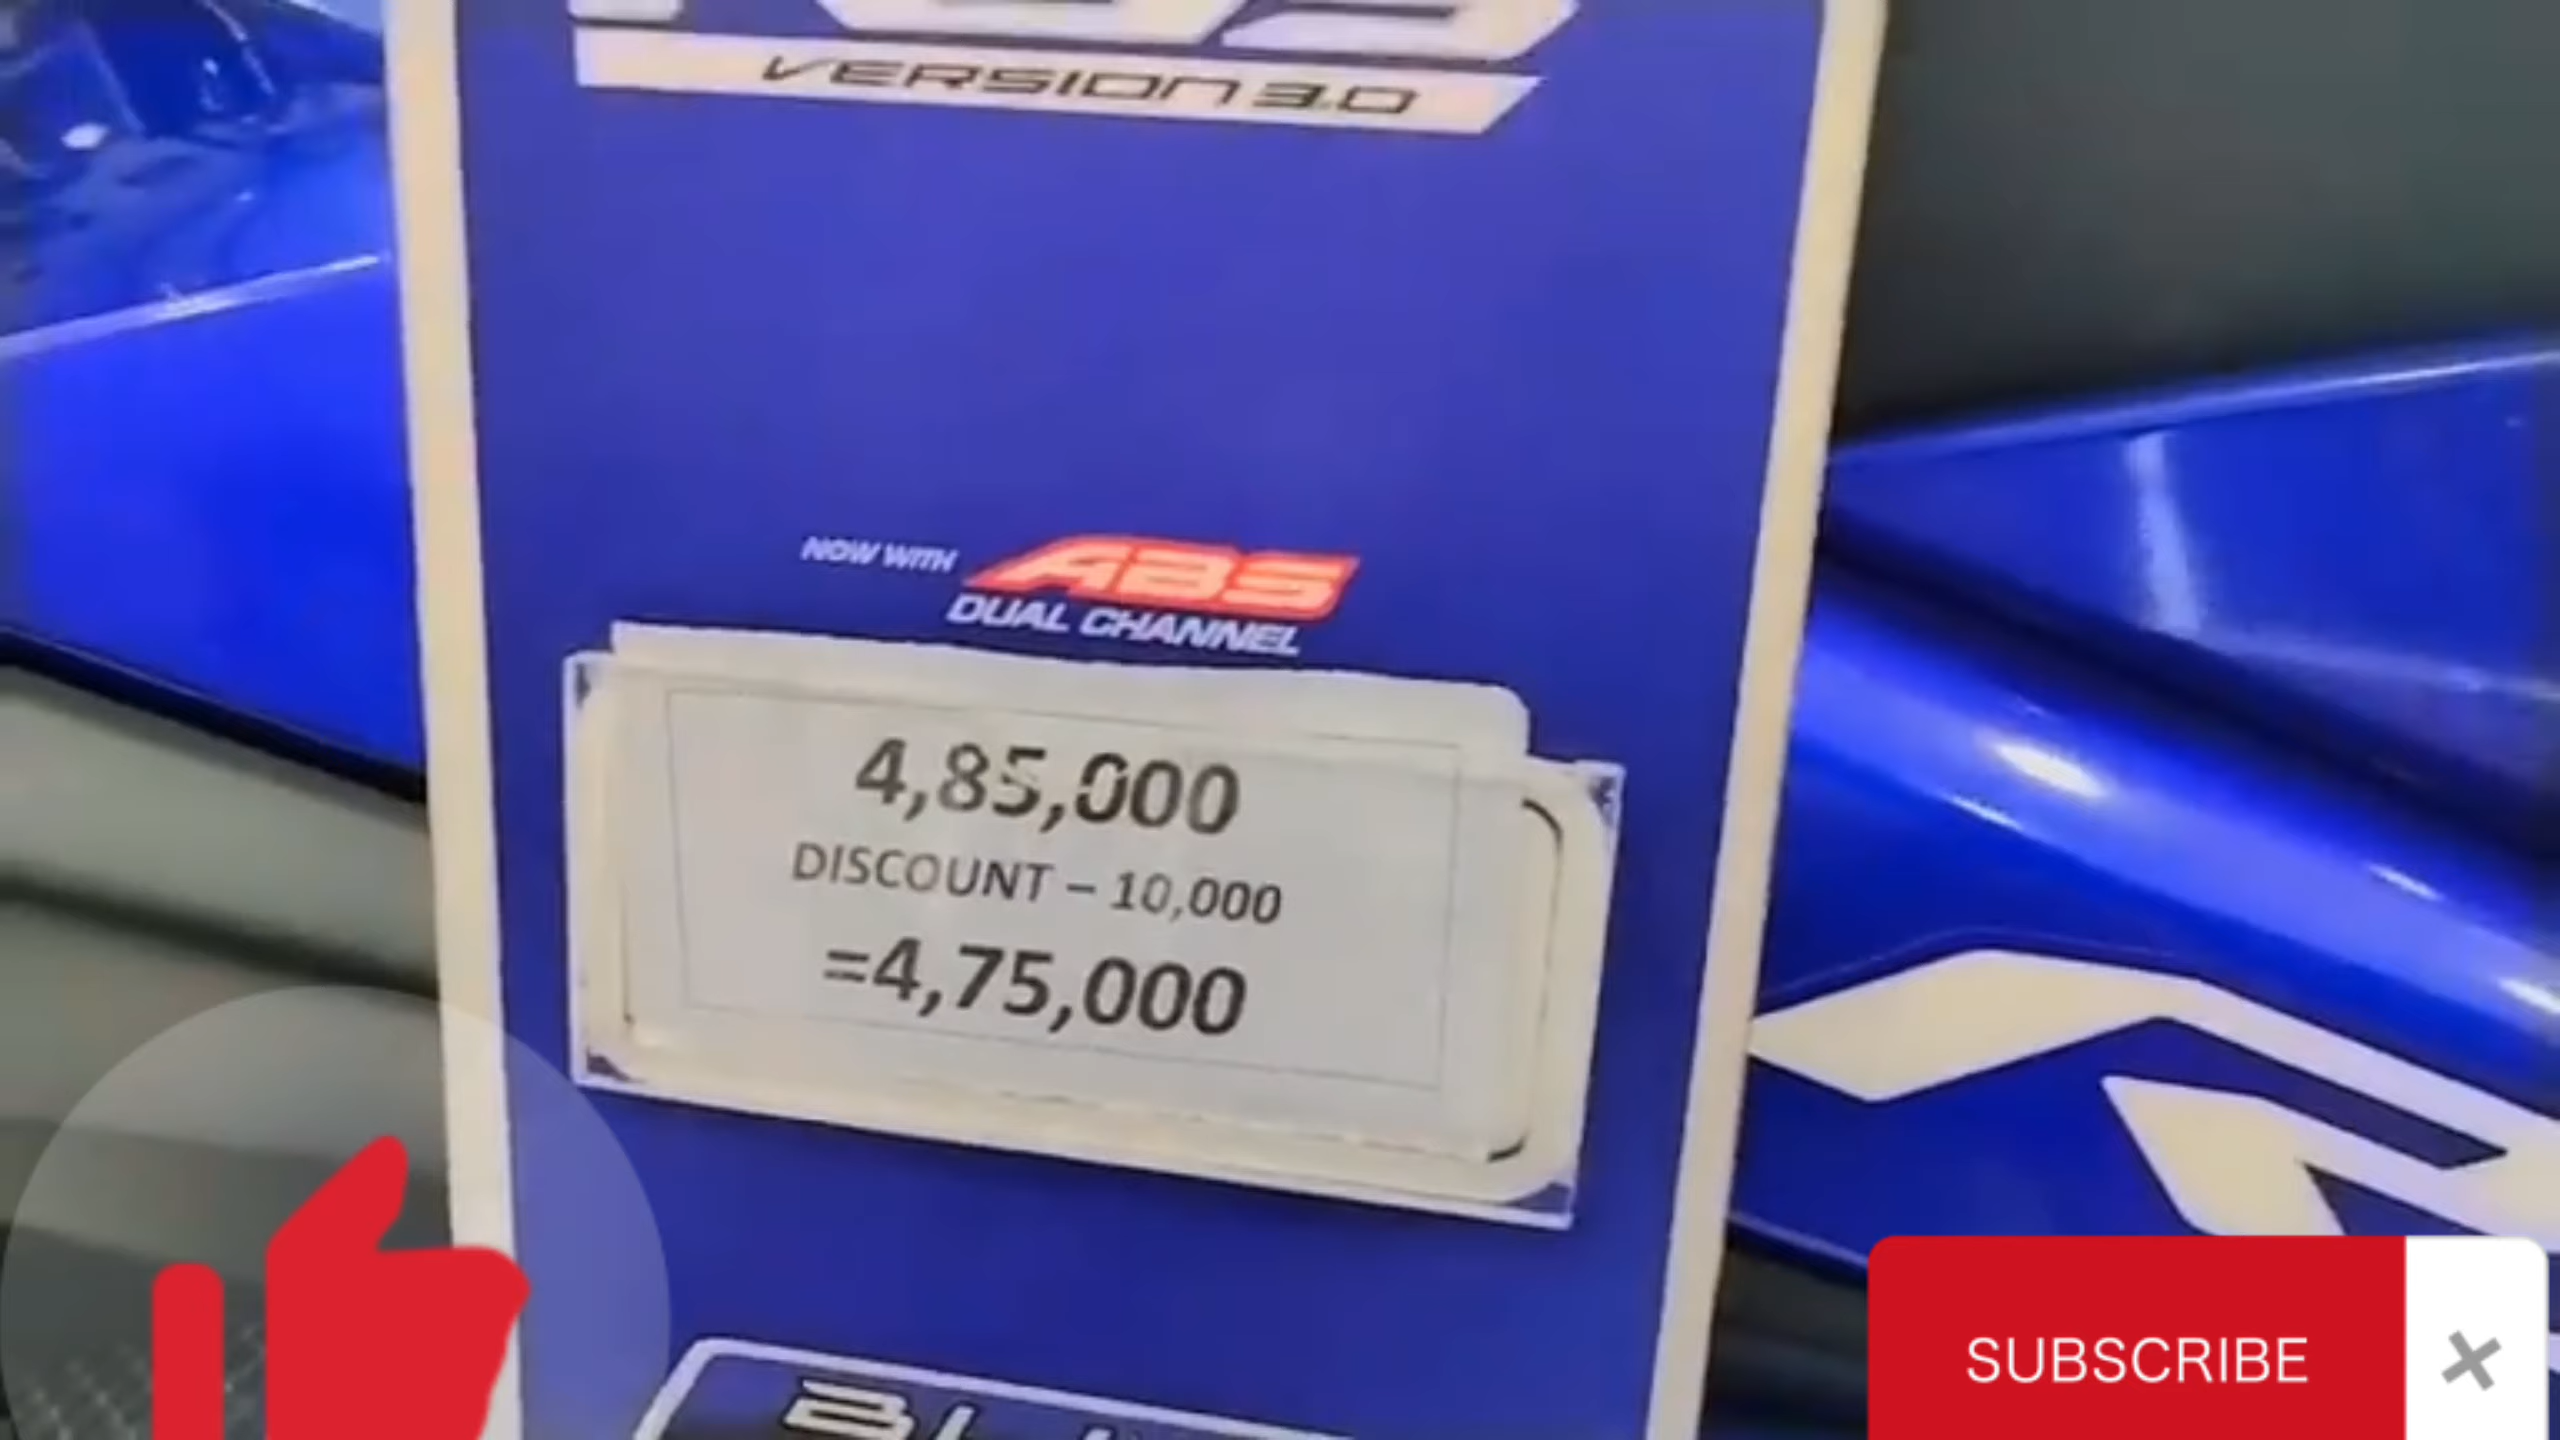 VERSION 3.0
NOW WITH ABS
DUAL CHANNEL
4,85,000
DISCOUNT – 10,000
=4,75,000
SUBSCRIBE